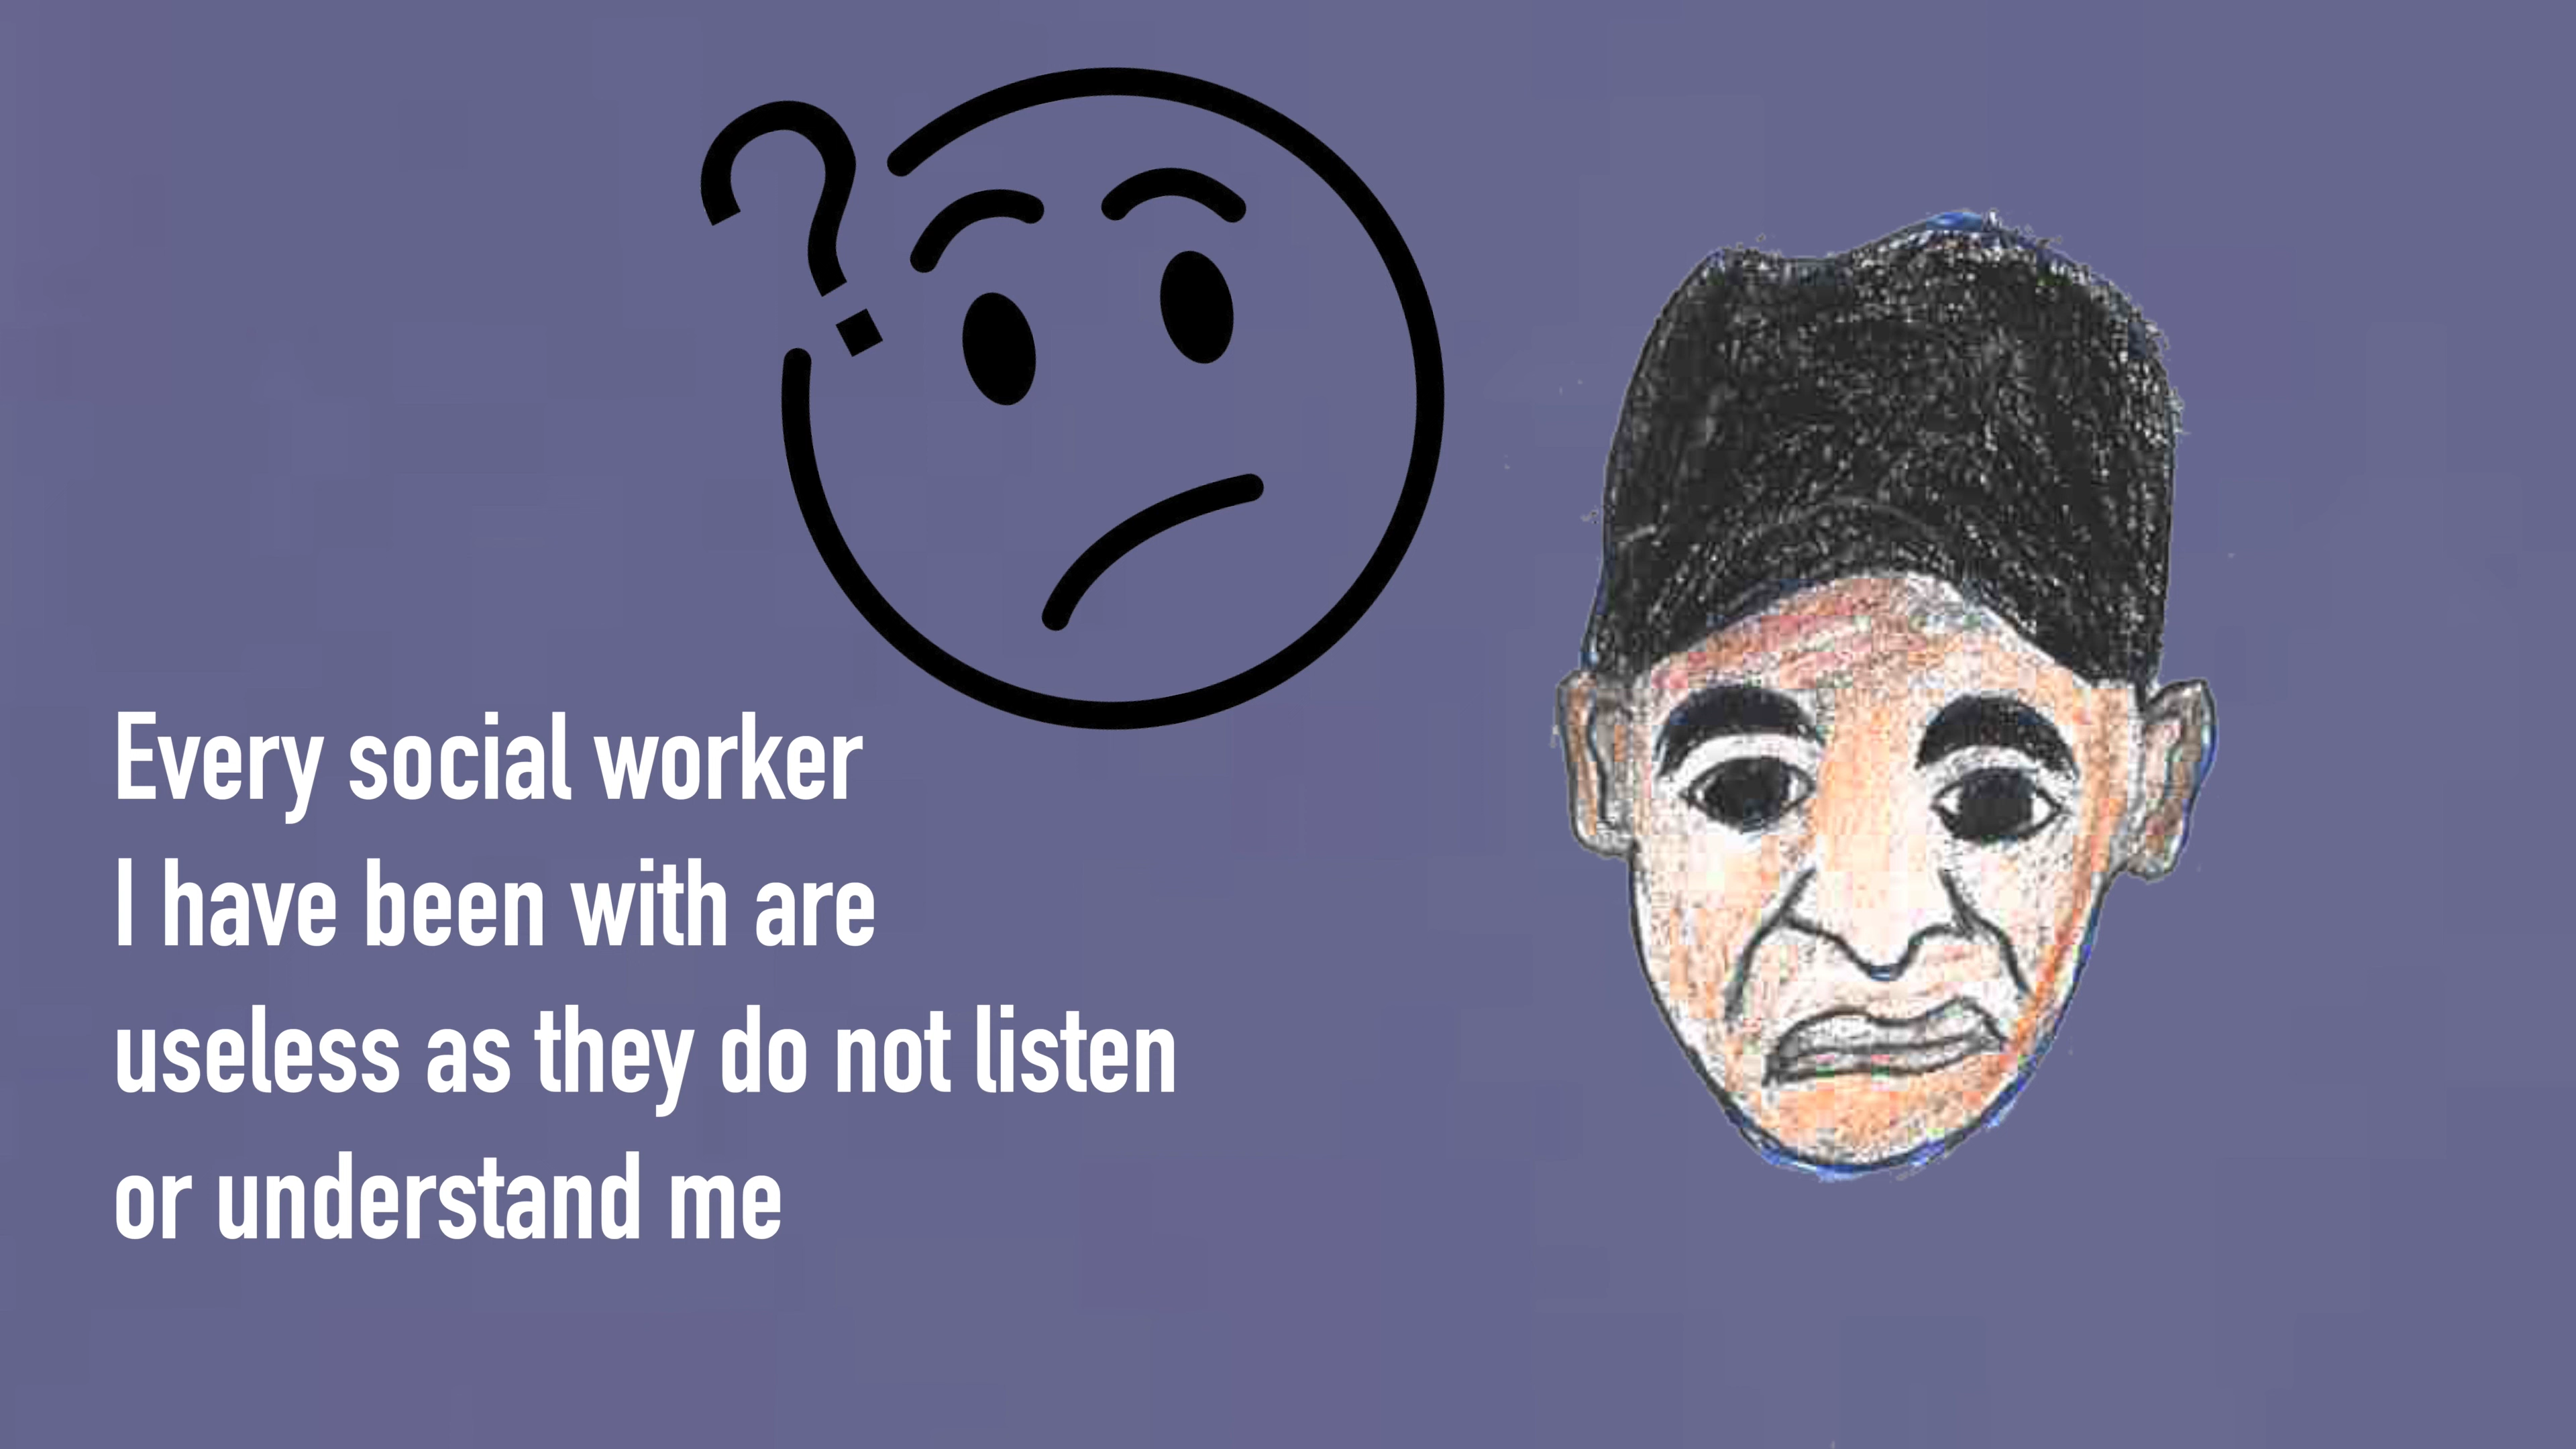 Every social worker
I have been with are
useless as they do not listen
or understand me